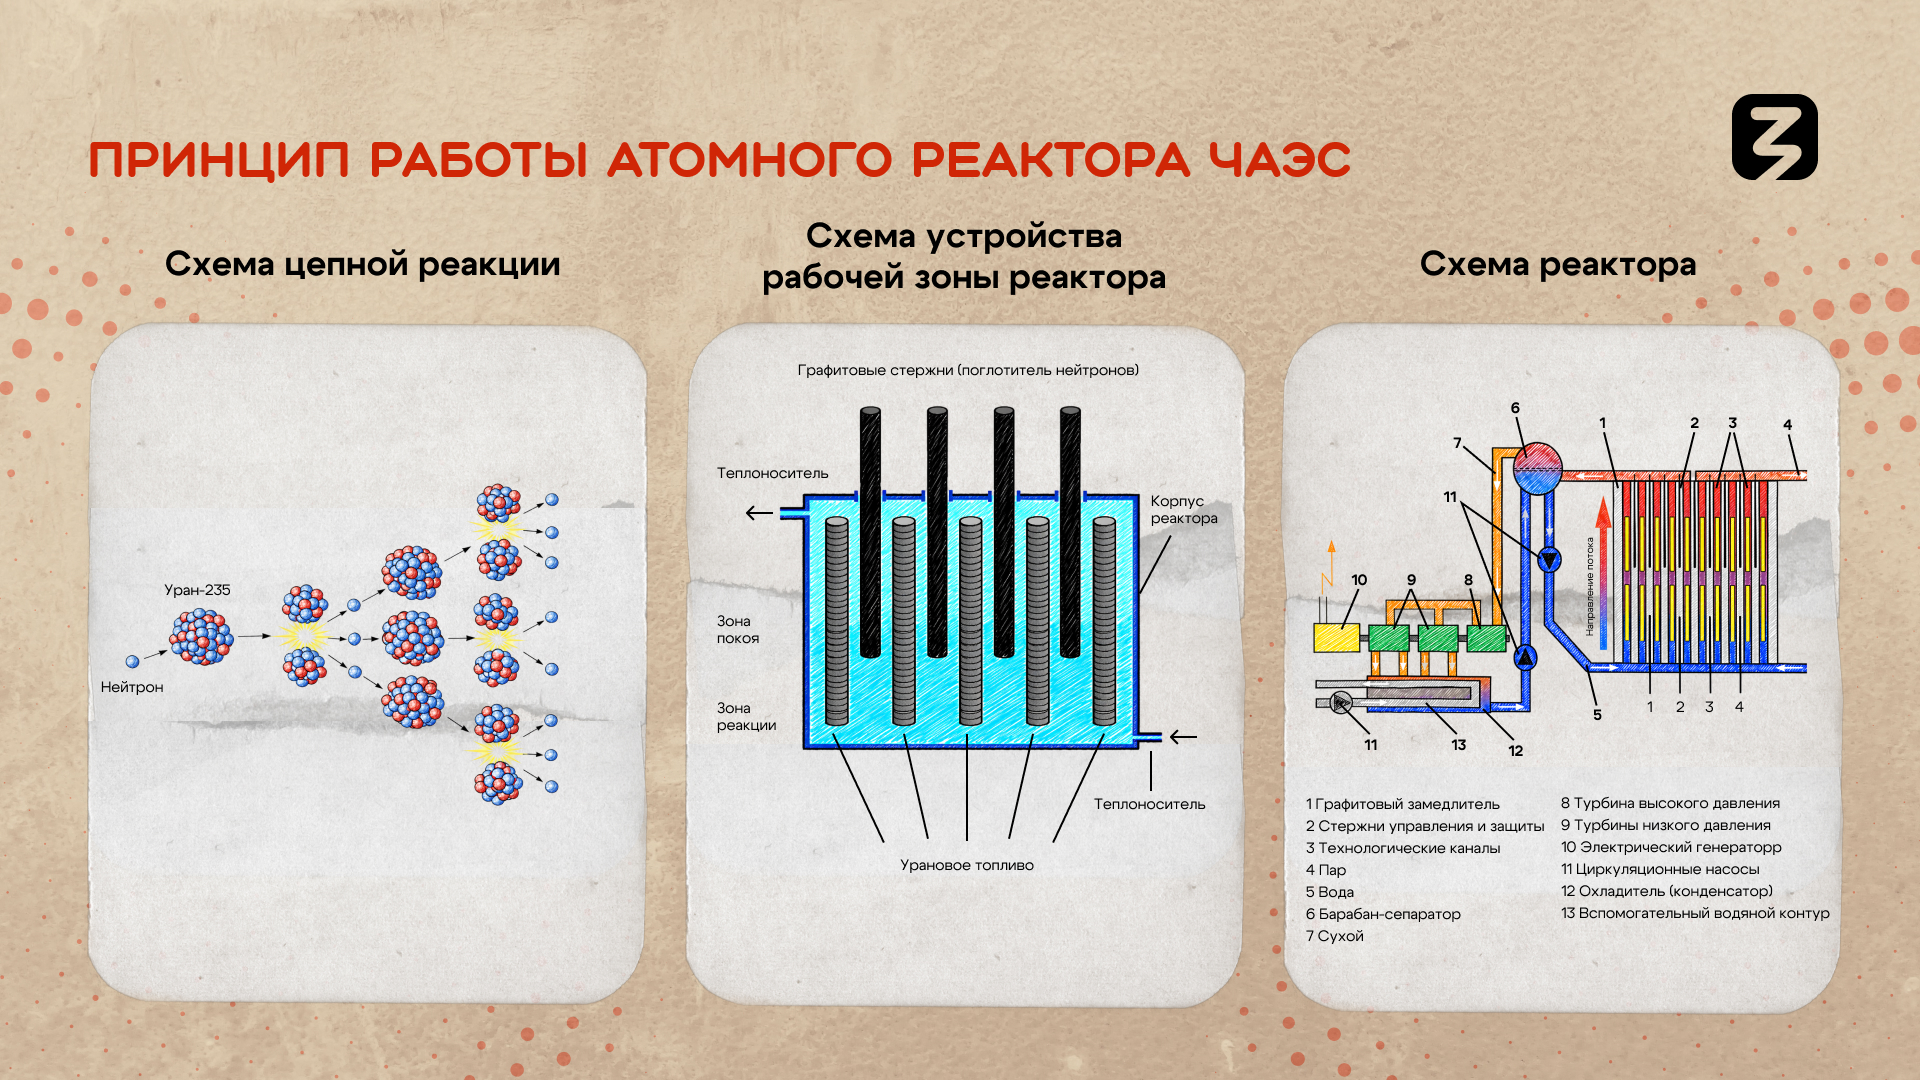 ПРИНЦИП РАБОТЫ АТОМНОГО РЕАКТОРА ЧАЭС
Схема цепной реакции
Уран-235
Нейтрон
Схема устройства
рабочей зоны реактора
Графитовые стержни (поглотитель нейтронов)
Теплоноситель
Корпус
реактора
Зона
покоя
Зона
реакции
Теплоноситель
Урановое топливо
Схема реактора
6
1
2
3
4
7
11
Направление потока
10
9
8
1
2
3
4
5
11
13
12
1 Графитовый замедлитель
2 Стержни управления и защиты
3 Технологические каналы
4 Пар
5 Вода
6 Барабан-сепаратор
7 Сухой
8 Турбина высокого давления
9 Турбины низкого давления
10 Электрический генераторр
11 Циркуляционные насосы
12 Охладитель (конденсатор)
13 Вспомогательный водяной контур